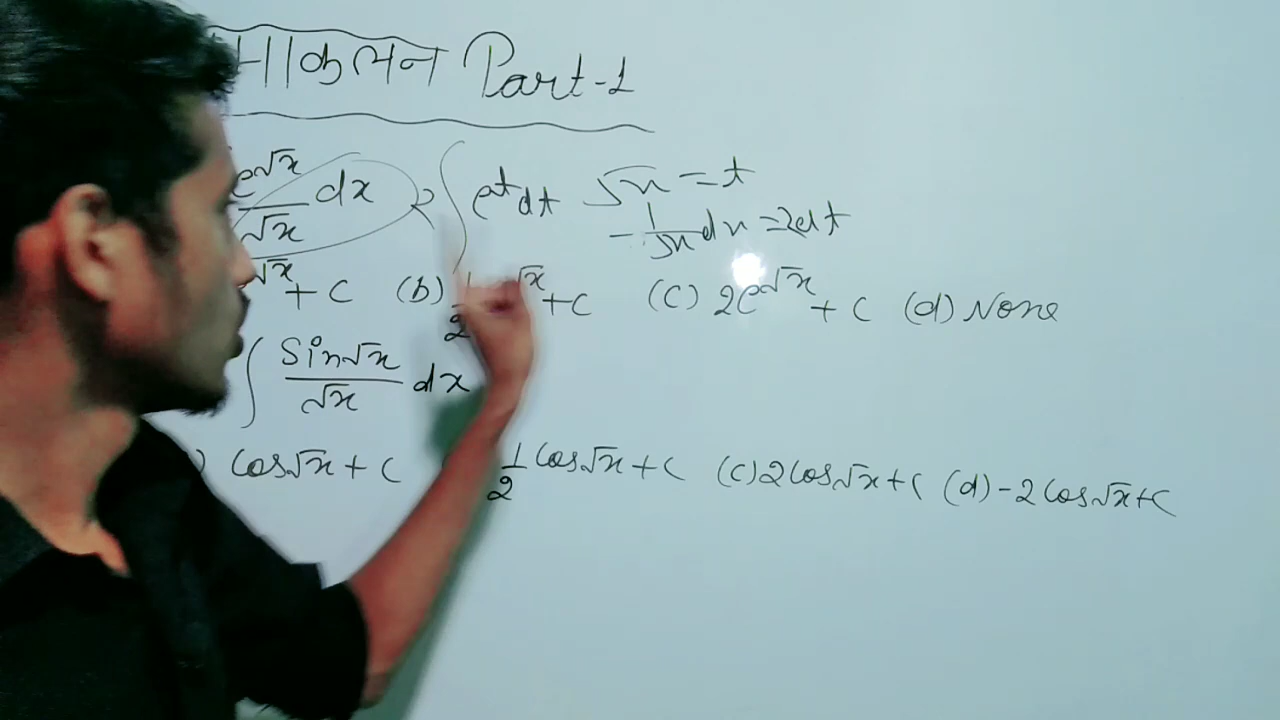 माकलन Part-1
e^√x/√x dx 2∫e^t dt √x = t
-1/√x dx = 2dt
√x + C (b) 1/2 √x + C (C) 2e^√x + C (d) None
∫ Sin√x/√x dx
) Cos√x + C 1/2 Cos√x + C (C) 2Cos√x + C (d) -2Cos√x + C